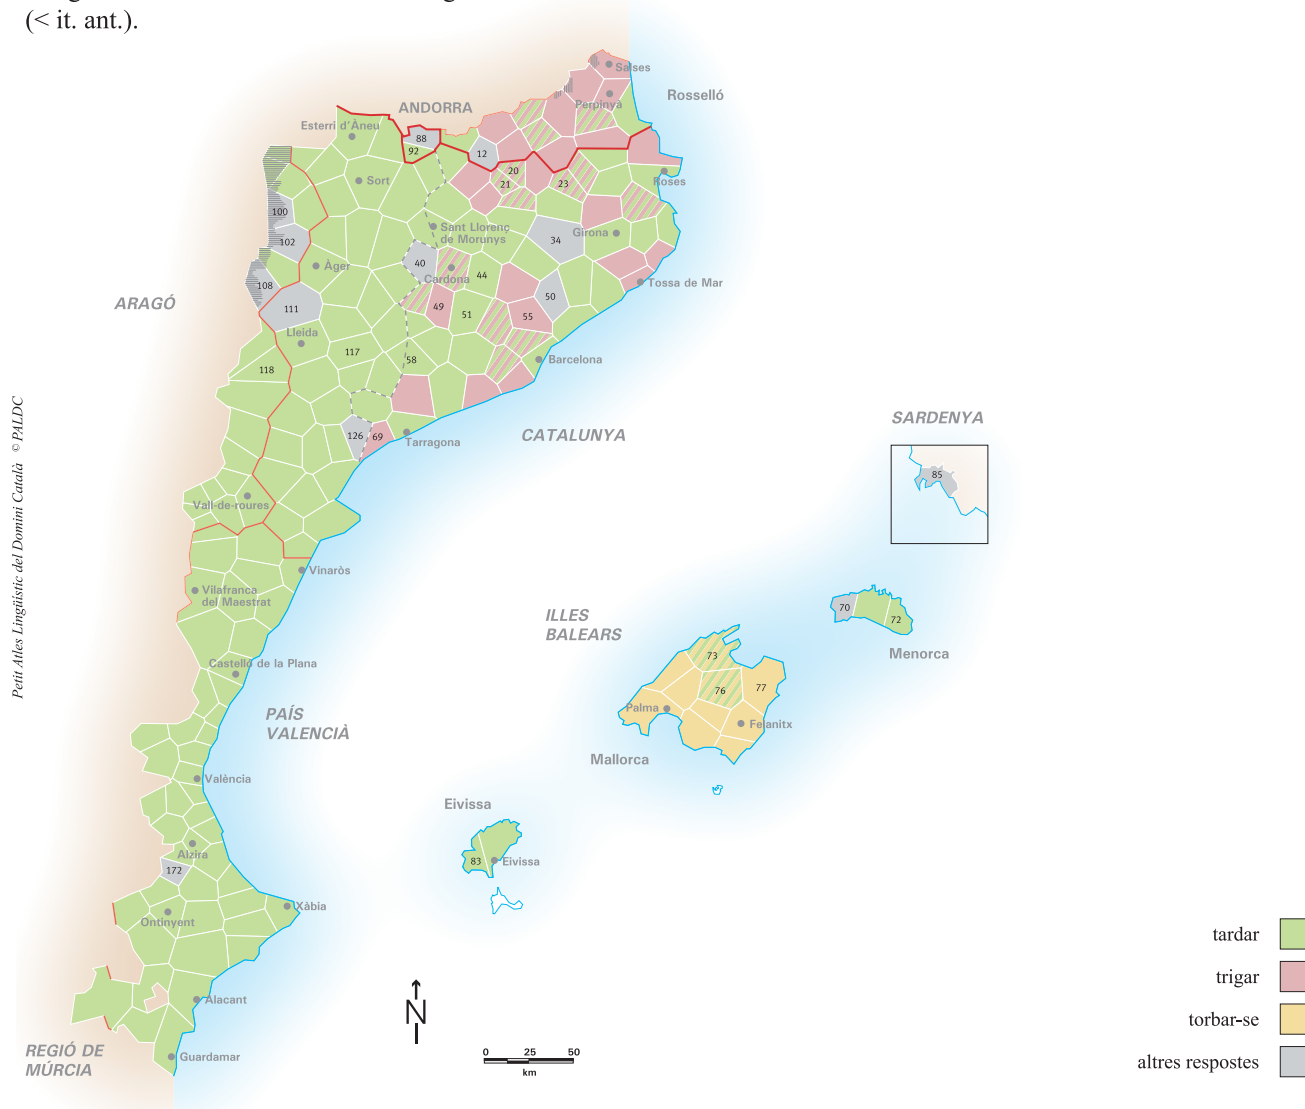 (< it. ant.).
Salses
Perpinyà
Rosselló
ANDORRA
Esterri d'Àneu
88
92
12
20
21
23
Roses
Sort
100
102
Sant Llorenç
de Morunys
34
Girona
40
Cardona
44
Àger
108
111
50
Tossa de Mar
ARAGÓ
49
51
55
Lleida
117
58
Barcelona
118
126
69
Tarragona
CATALUNYA
SARDENYA
85
Petit Atles Lingüístic del Domini Català © PALDC
Vall-de-roures
Vinaròs
Vilafranca
del Maestrat
ILLES
BALEARS
70
72
Menorca
Castelló de la Plana
73
76
77
Palma
Felanitx
PAÍS
VALENCIÀ
Mallorca
València
Eivissa
Alzira
83
Eivissa
172
Xàbia
Ontinyent
tardar
trigar
torbar-se
altres respostes
Alacant
N
REGIÓ DE
MÚRCIA
Guardamar
0 25 50
km